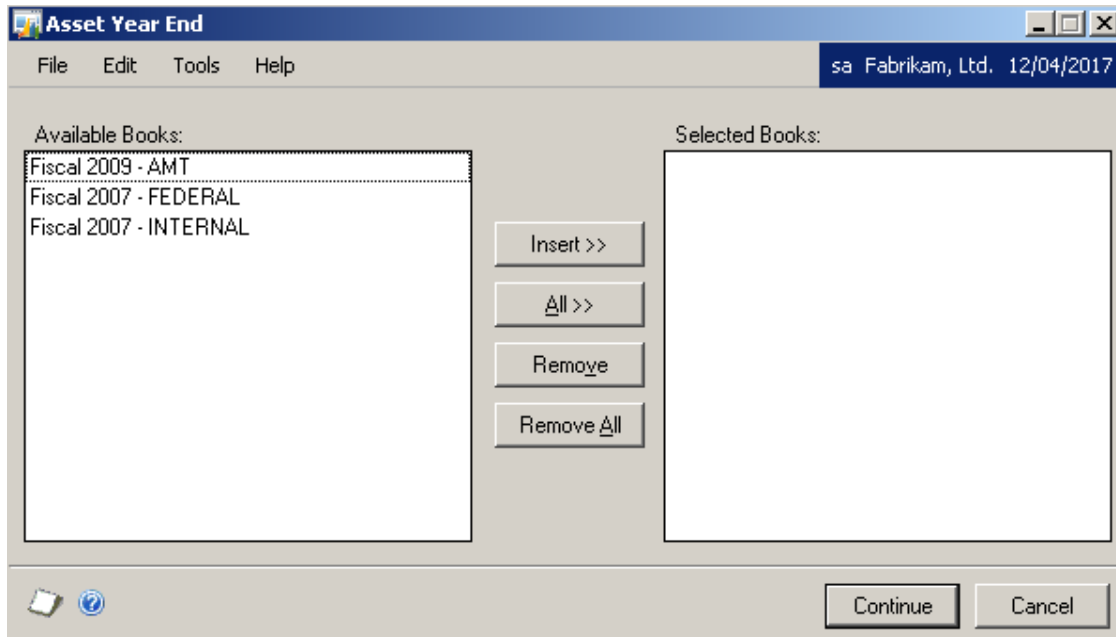 Asset Year End
File Edit Tools Help
sa Fabrikam, Ltd. 12/04/2017
Available Books:
Fiscal 2009 - AMT
Fiscal 2007 - FEDERAL
Fiscal 2007 - INTERNAL
Insert >>
All >>
Remove
Remove All
Selected Books:
Continue Cancel